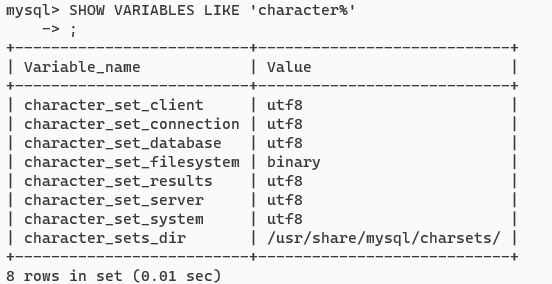 mysql> SHOW VARIABLES LIKE 'character%'
    -> ;
+--------------------------+----------------------------+
| Variable_name            | Value                      |
+--------------------------+----------------------------+
| character_set_client     | utf8                       |
| character_set_connection | utf8                       |
| character_set_database   | utf8                       |
| character_set_filesystem | binary                     |
| character_set_results    | utf8                       |
| character_set_server     | utf8                       |
| character_set_system     | utf8                       |
| character_sets_dir       | /usr/share/mysql/charsets/ |
+--------------------------+----------------------------+
8 rows in set (0.01 sec)